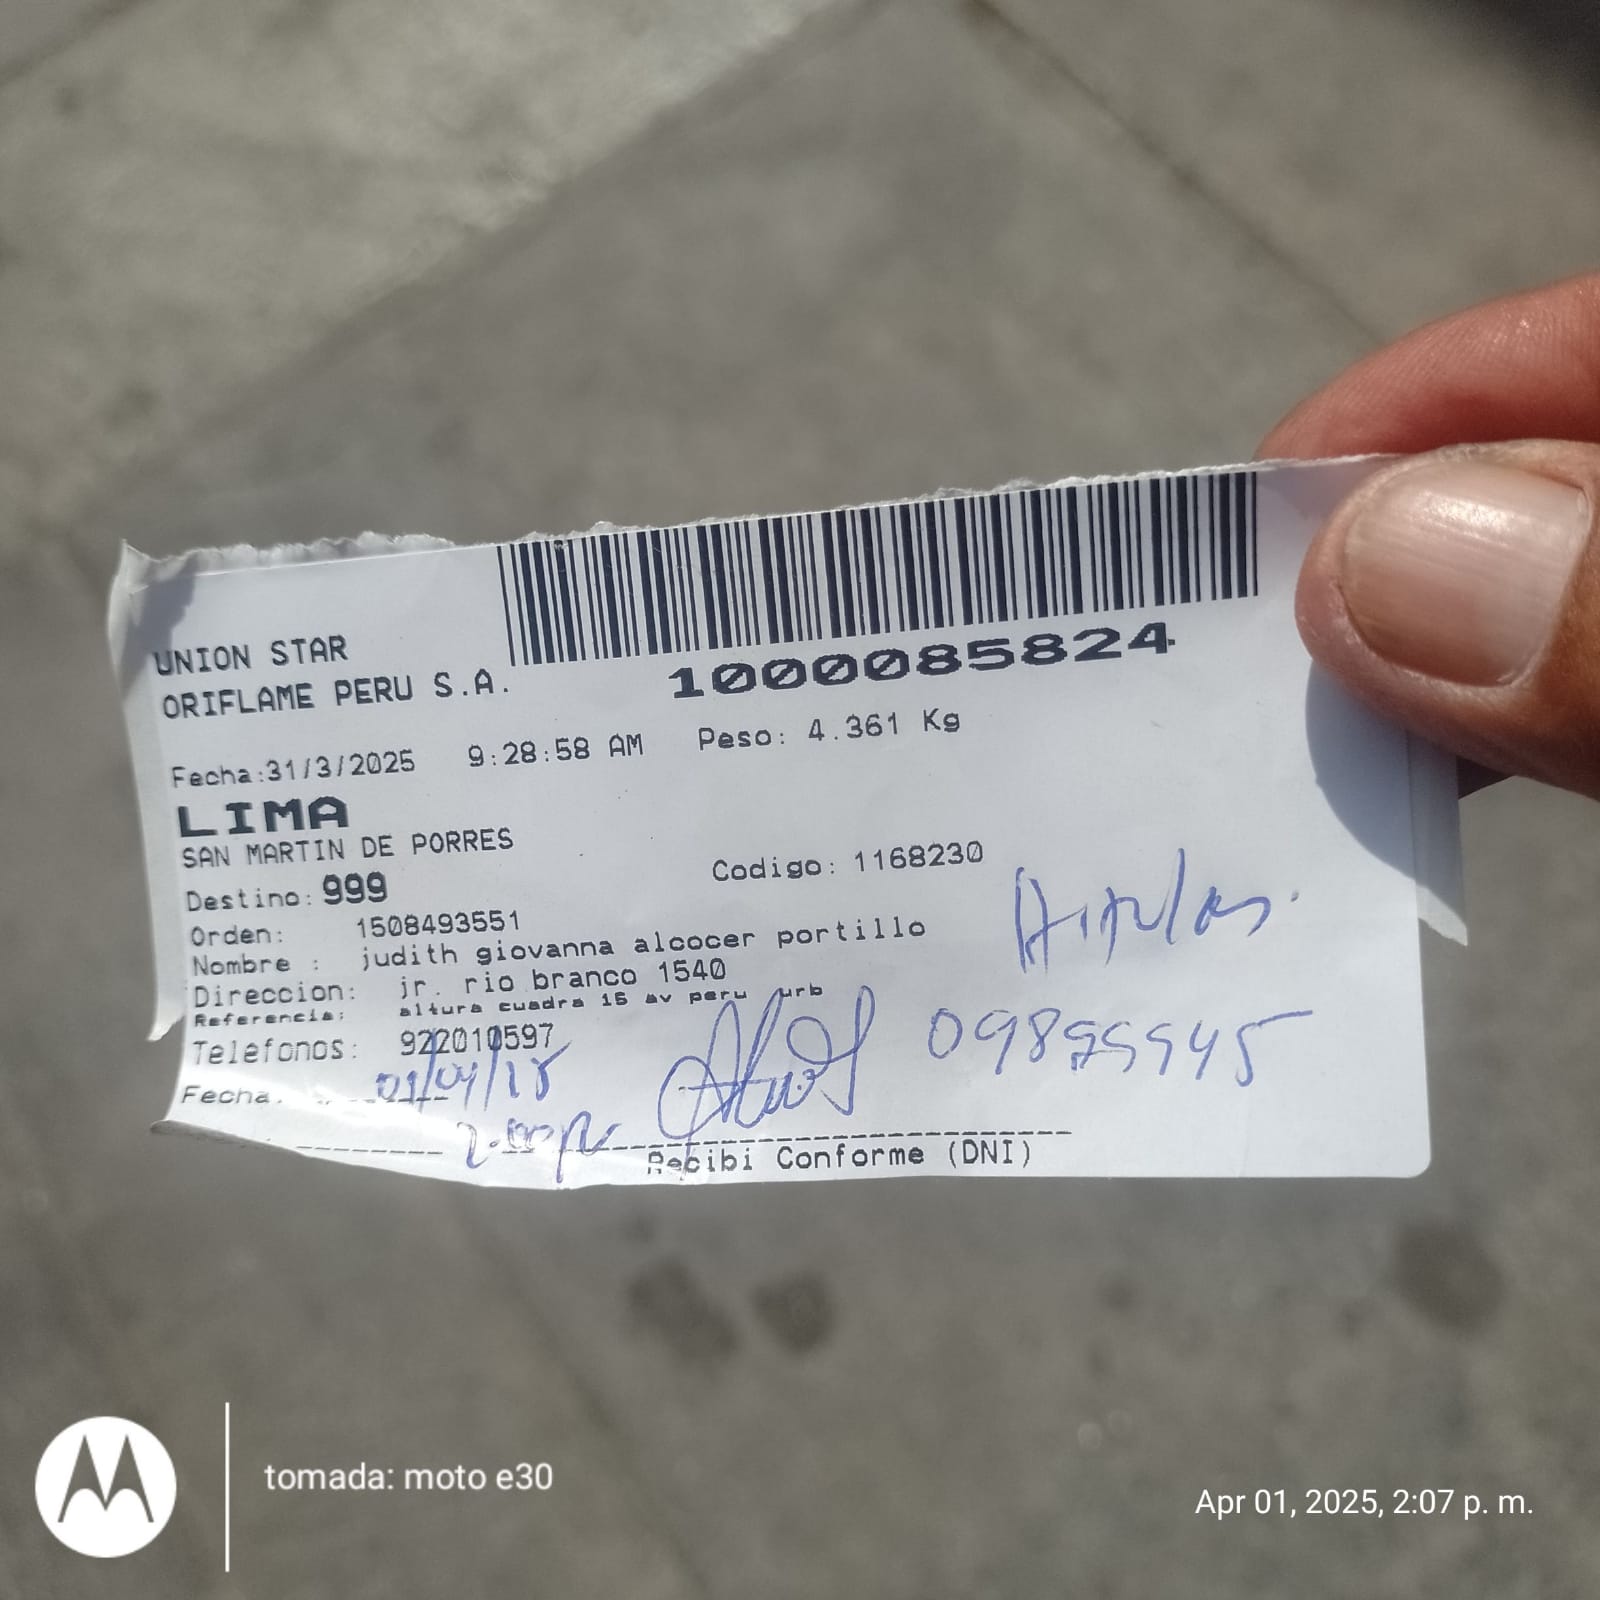 UNION STAR
ORIFLAME PERU S.A.
1000085824
Fecha:31/3/2025 9:28:58 AM Peso: 4.361 Kg
LIMA
SAN MARTIN DE PORRES
Destino: 999 Codigo: 1168230
Orden: 1508493551
Nombre : judith giovanna alcocer portillo
Direccion: jr. rio branco 1540
Referencia: altura cuadra 15 av peru urb
Telefonos: 922010597
Fecha:
Recibi Conforme (DNI)
tomada: moto e30
Apr 01, 2025, 2:07 p. m.